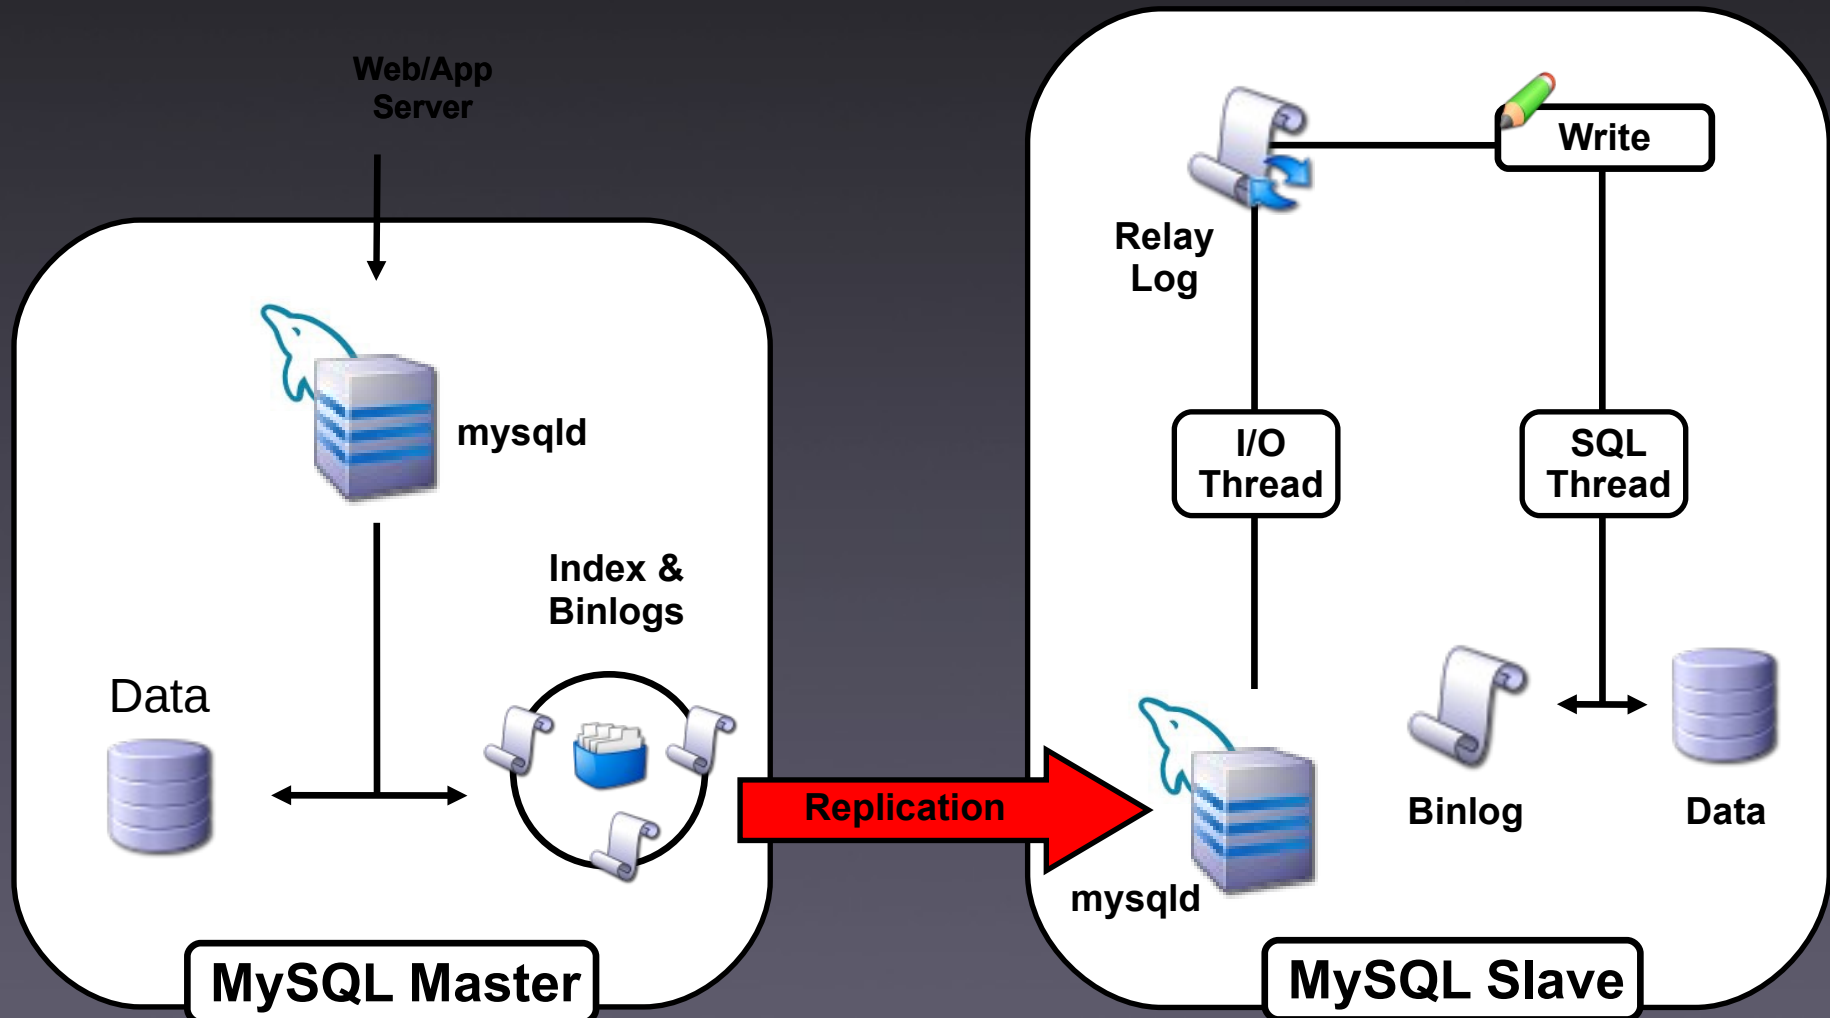 Web/App
Server
mysqld
Index &
Binlogs
Data
MySQL Master
Replication
Write
Relay
Log
I/O
Thread
SQL
Thread
Binlog
Data
mysqld
MySQL Slave